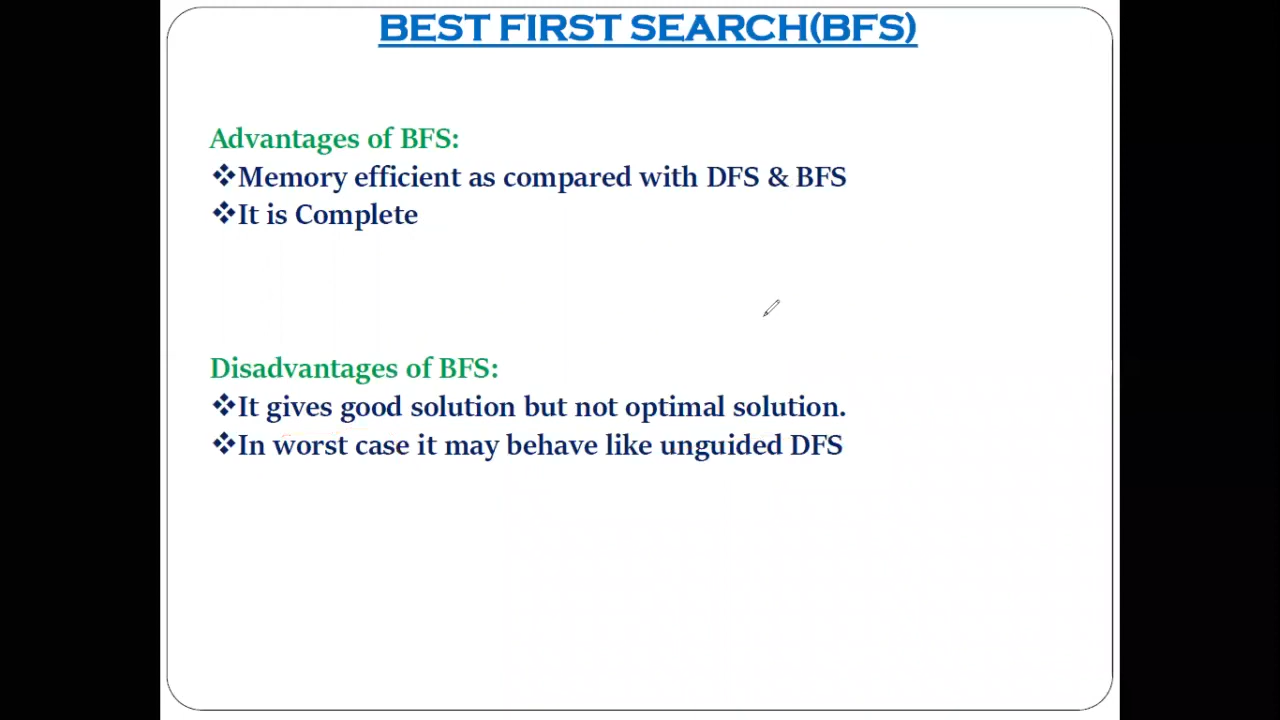 BEST FIRST SEARCH(BFS)
Advantages of BFS:
❖Memory efficient as compared with DFS & BFS
❖It is Complete
Disadvantages of BFS:
❖It gives good solution but not optimal solution.
❖In worst case it may behave like unguided DFS